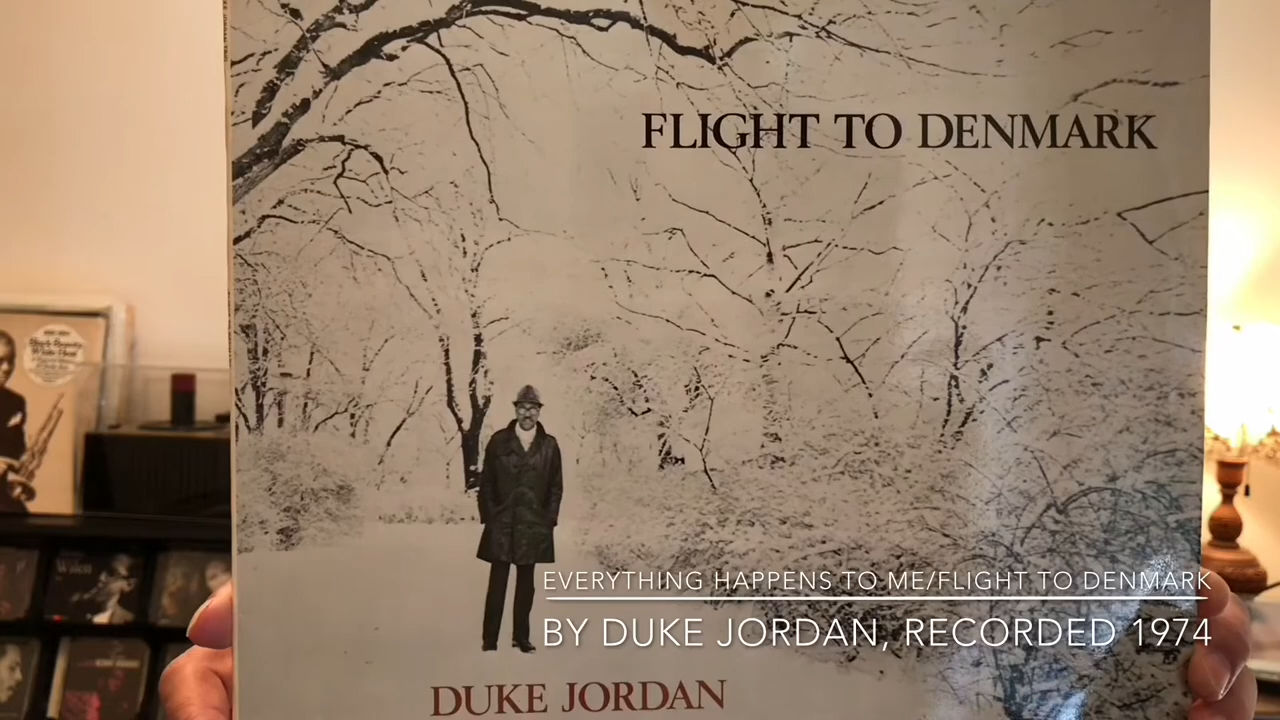 FLIGHT TO DENMARK
EVERYTHING HAPPENS TO ME/FLIGHT TO DENMARK
BY DUKE JORDAN, RECORDED 1974
DUKE JORDAN